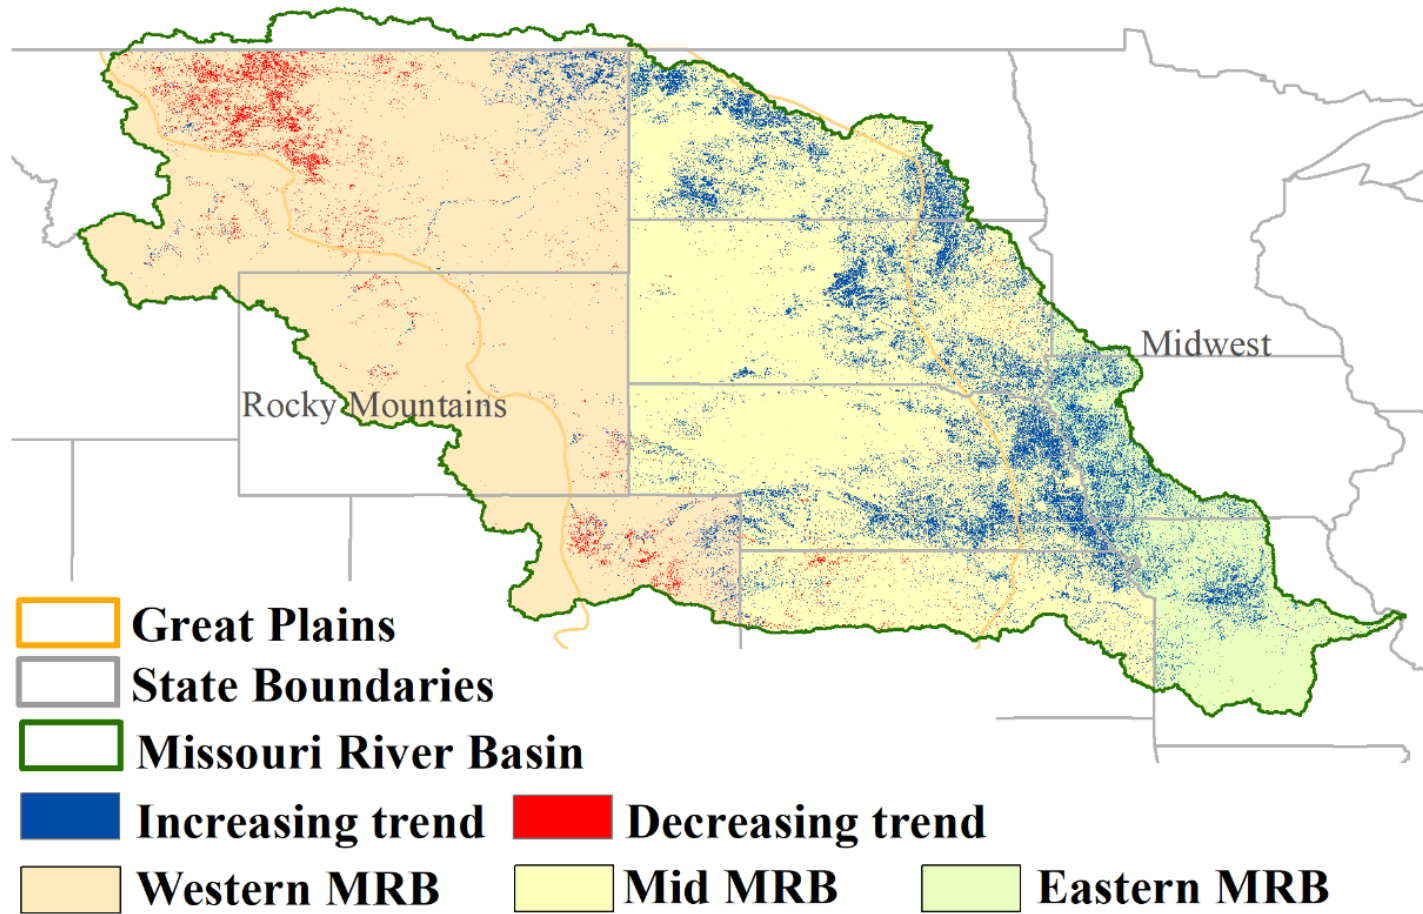 Midwest
Rocky Mountains
Great Plains
State Boundaries
Missouri River Basin
Increasing trend Decreasing trend
Western MRB Mid MRB Eastern MRB